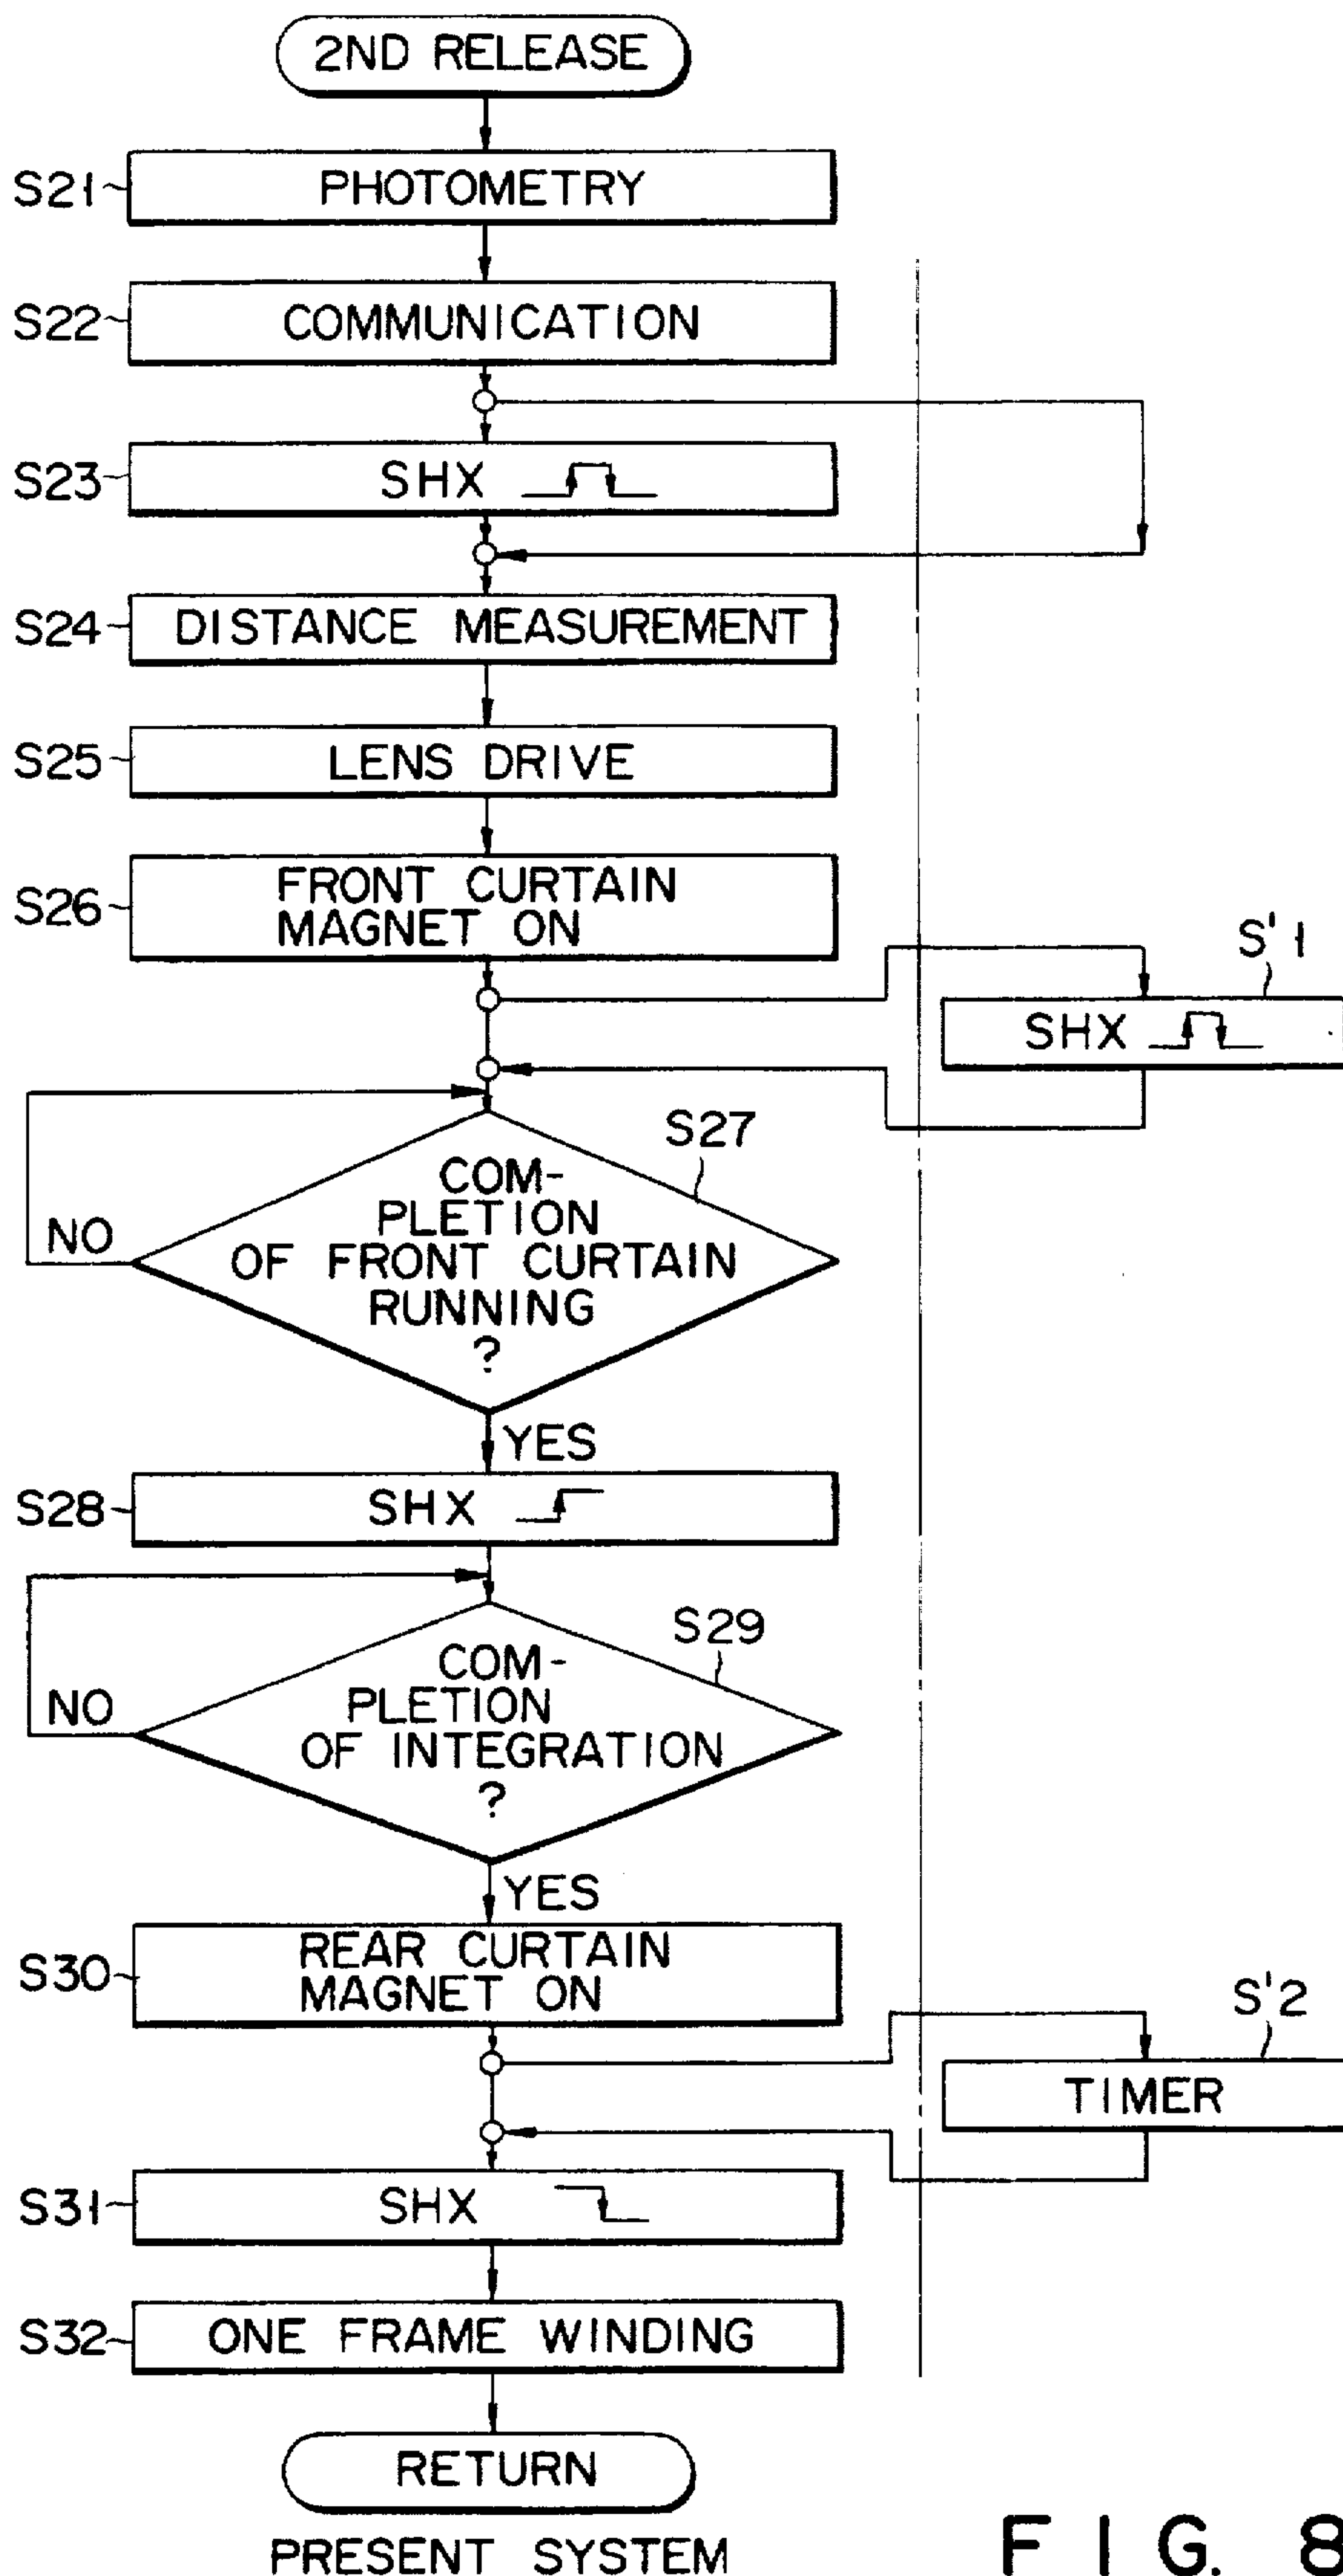 2ND RELEASE
S21
PHOTOMETRY
S22
COMMUNICATION
S23
SHX
S24
DISTANCE MEASUREMENT
S25
LENS DRIVE
S26
FRONT CURTAIN
MAGNET ON
S'1
SHX
S27
COM-
PLETION
OF FRONT CURTAIN
RUNNING
?
NO
YES
S28
SHX
S29
COM-
PLETION
OF INTEGRATION
?
NO
YES
S30
REAR CURTAIN
MAGNET ON
S'2
TIMER
S31
SHX
S32
ONE FRAME WINDING
RETURN
PRESENT SYSTEM
FIG. 8